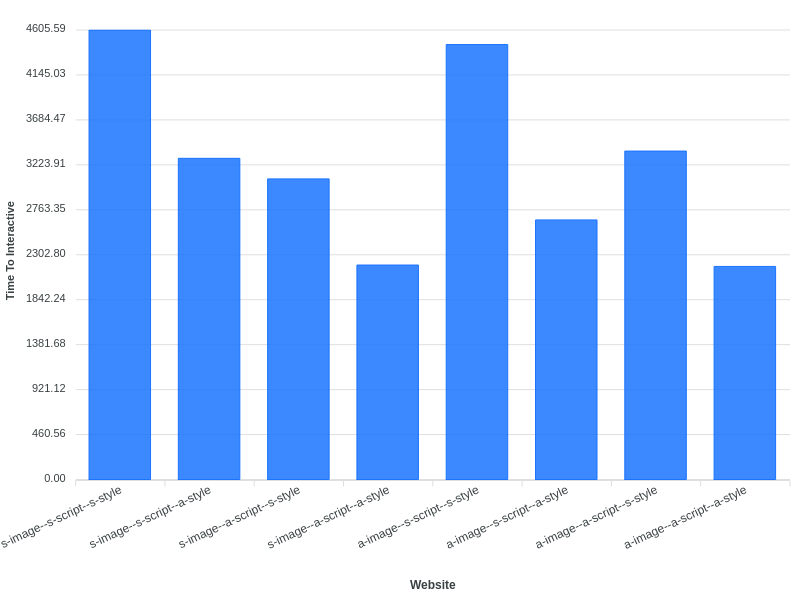 4605.59
4145.03
3684.47
3223.91
2763.35
2302.80
1842.24
1381.68
921.12
460.56
0.00
Time To Interactive
s-image--s-script--s-style
s-image--s-script--a-style
s-image--a-script--s-style
s-image--a-script--a-style
a-image--s-script--s-style
a-image--s-script--a-style
a-image--a-script--s-style
a-image--a-script--a-style
Website